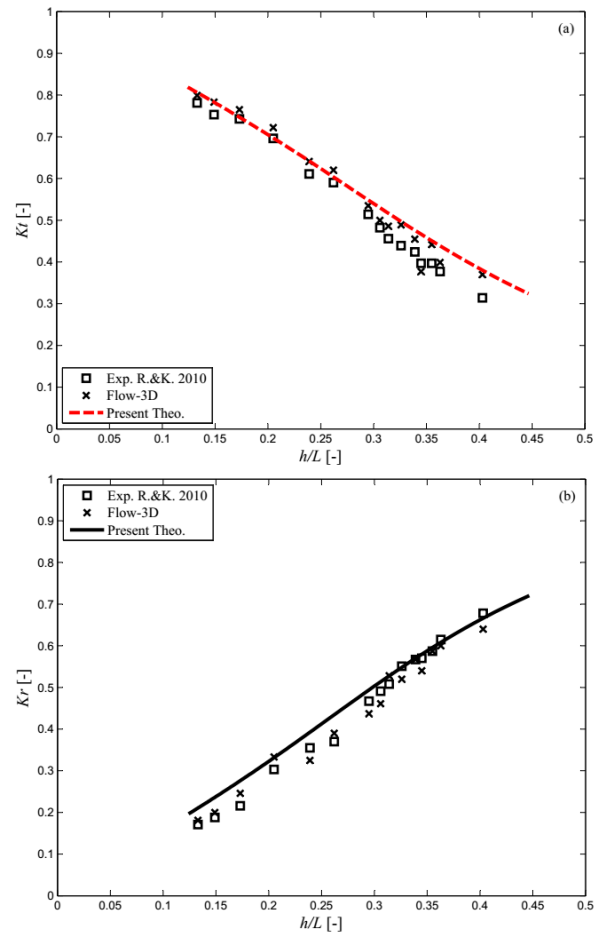 (a)
1
0.9
0.8
0.7
0.6
0.5
0.4
0.3
0.2
0.1
0
Kt [-]
Exp. R.&K. 2010
Flow-3D
Present Theo.
0 0.05 0.1 0.15 0.2 0.25 0.3 0.35 0.4 0.45 0.5
h/L [-]
(b)
1
0.9
0.8
0.7
0.6
0.5
0.4
0.3
0.2
0.1
0
Kr [-]
Exp. R.&K. 2010
Flow-3D
Present Theo.
0 0.05 0.1 0.15 0.2 0.25 0.3 0.35 0.4 0.45 0.5
h/L [-]